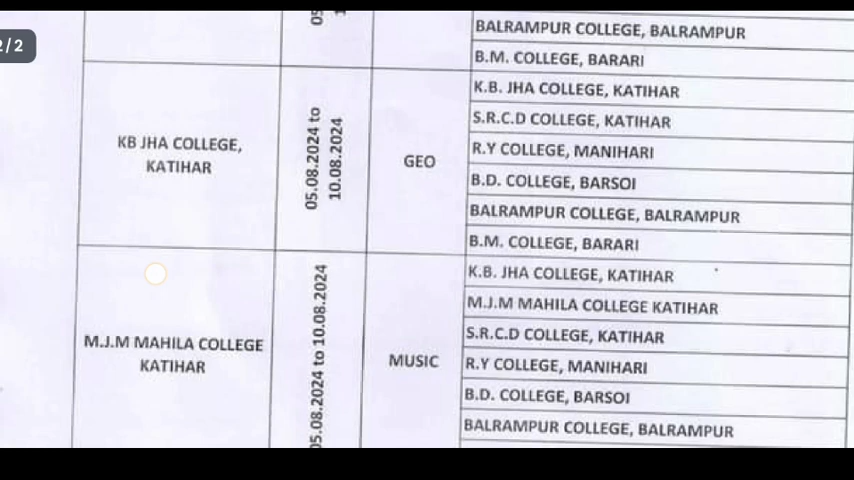 2/2
BALRAMPUR COLLEGE, BALRAMPUR
B.M. COLLEGE, BARARI
KB JHA COLLEGE,
KATIHAR
05.08.2024 to
10.08.2024
GEO
K.B. JHA COLLEGE, KATIHAR
S.R.C.D COLLEGE, KATIHAR
R.Y COLLEGE, MANIHARI
B.D. COLLEGE, BARSOI
BALRAMPUR COLLEGE, BALRAMPUR
B.M. COLLEGE, BARARI
M.J.M MAHILA COLLEGE
KATIHAR
05.08.2024 to 10.08.2024
MUSIC
K.B. JHA COLLEGE, KATIHAR
M.J.M MAHILA COLLEGE KATIHAR
S.R.C.D COLLEGE, KATIHAR
R.Y COLLEGE, MANIHARI
B.D. COLLEGE, BARSOI
BALRAMPUR COLLEGE, BALRAMPUR